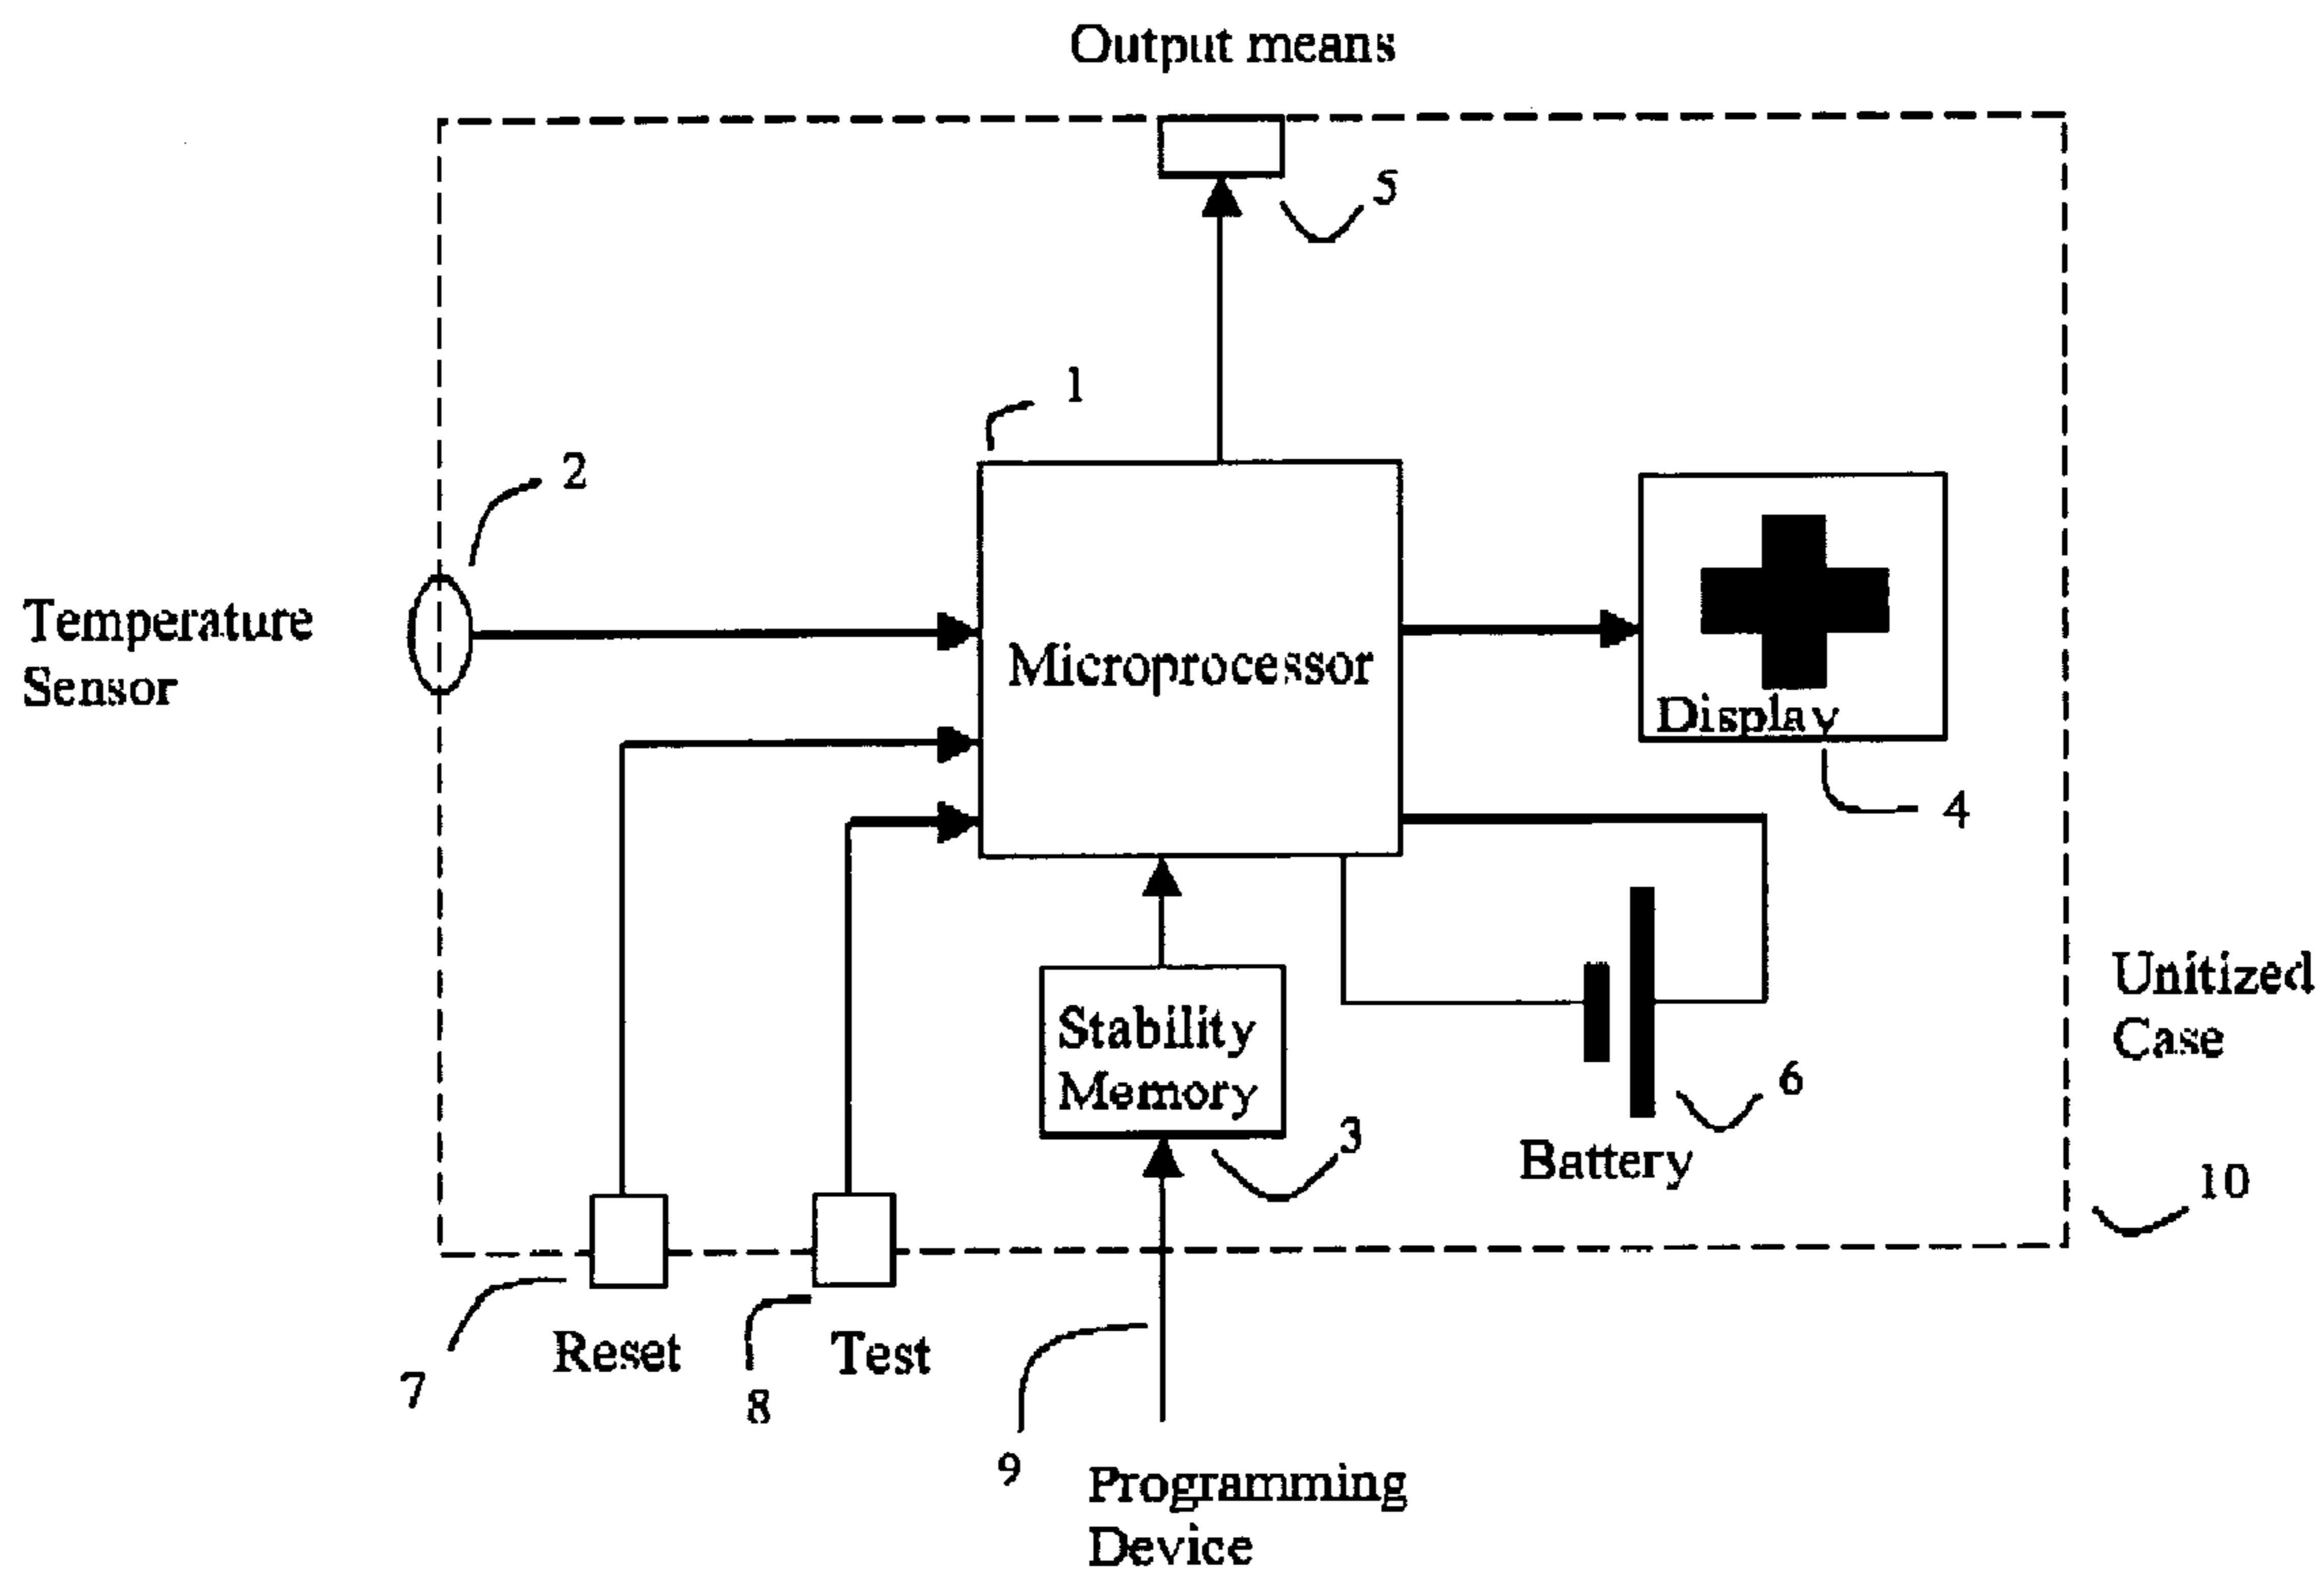 Output means
5
1
2
Temperature
Sensor
Microprocessor
Display
4
Stability
Memory
3
Unitized
Case
6
Battery
10
7
Reset
8
Test
9
Programming
Device